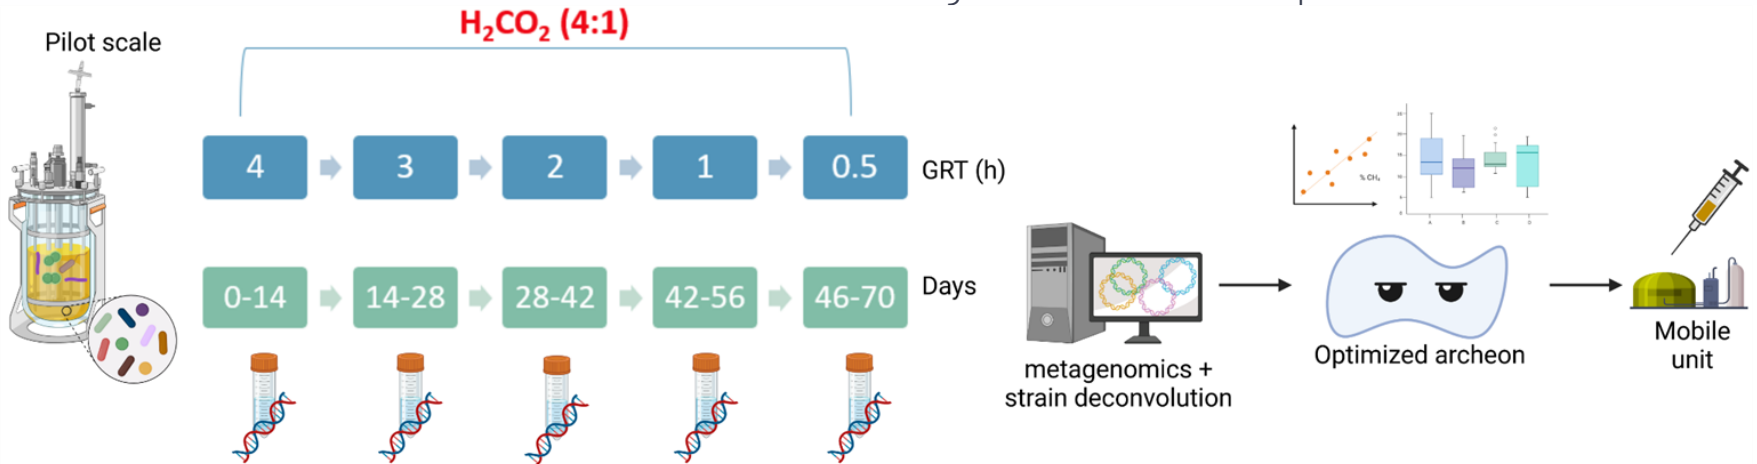 H₂CO₂ (4:1)
Pilot scale
4
3
2
1
0.5
GRT (h)
0-14
14-28
28-42
42-56
46-70
Days
% CH₄
A
B
C
D
metagenomics +
strain deconvolution
Optimized archeon
Mobile
unit